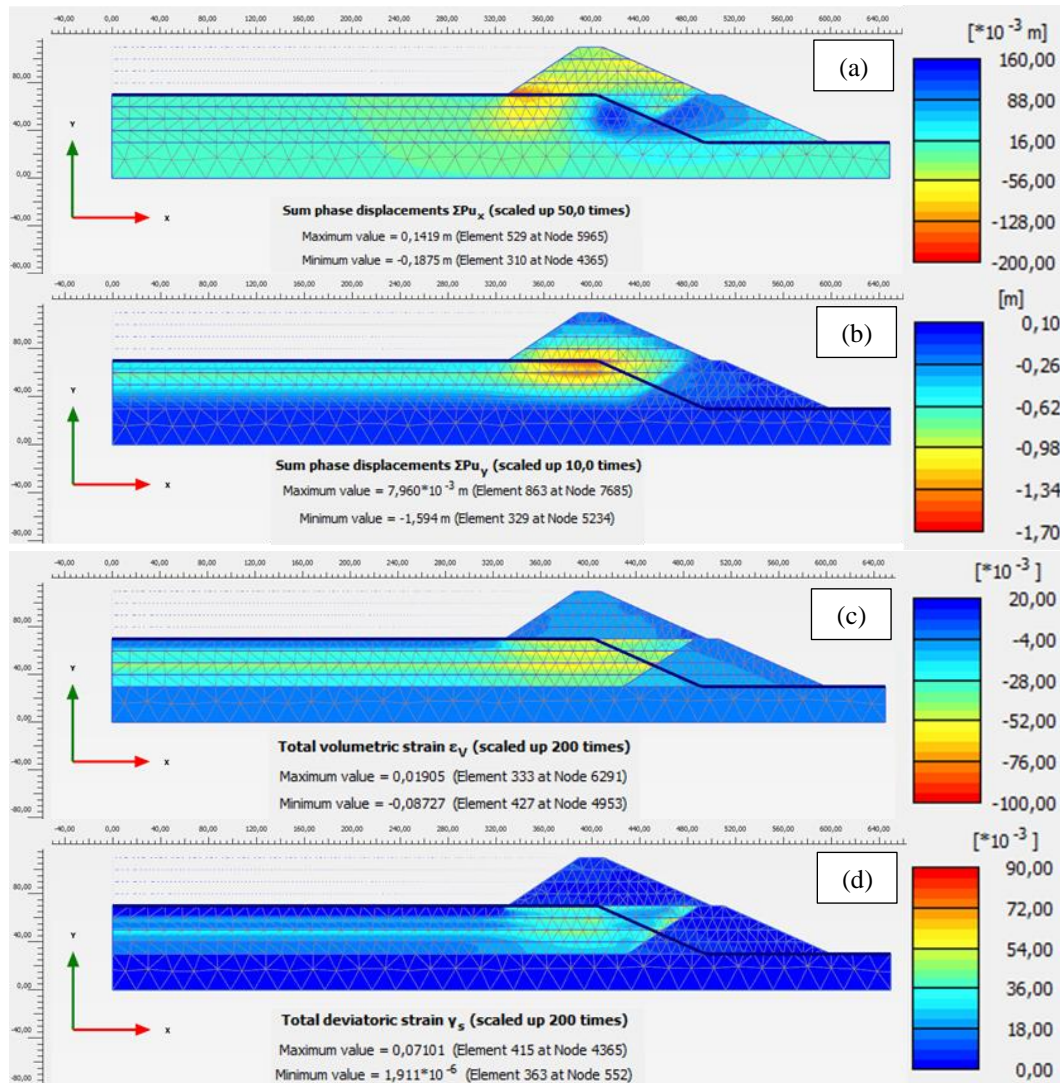 -40,00 0,00 40,00 80,00 120,00 160,00 200,00 240,00 280,00 320,00 360,00 400,00 440,00 480,00 520,00 560,00 600,00 640,00
[*10⁻³ m]
(a)
160,00
88,00
16,00
-56,00
-128,00
-200,00
80,00
40,00
0,00
-40,00
-80,00
Y
x
Sum phase displacements ΣPuₓ (scaled up 50,0 times)
Maximum value = 0,1419 m (Element 529 at Node 5965)
Minimum value = -0,1875 m (Element 310 at Node 4365)
-40,00 0,00 40,00 80,00 120,00 160,00 200,00 240,00 280,00 320,00 360,00 400,00 440,00 480,00 520,00 560,00 600,00 640,00
[m]
(b)
0,10
-0,26
-0,62
-0,98
-1,34
-1,70
80,00
40,00
0,00
-40,00
-80,00
Y
x
Sum phase displacements ΣPu_y (scaled up 10,0 times)
Maximum value = 7,960*10⁻³ m (Element 863 at Node 7685)
Minimum value = -1,594 m (Element 329 at Node 5234)
-40,00 0,00 40,00 80,00 120,00 160,00 200,00 240,00 280,00 320,00 360,00 400,00 440,00 480,00 520,00 560,00 600,00 640,00
[*10⁻³ ]
(c)
20,00
-4,00
-28,00
-52,00
-76,00
-100,00
80,00
40,00
0,00
-40,00
-80,00
Y
x
Total volumetric strain εᵥ (scaled up 200 times)
Maximum value = 0,01905 (Element 333 at Node 6291)
Minimum value = -0,08727 (Element 427 at Node 4953)
-40,00 0,00 40,00 80,00 120,00 160,00 200,00 240,00 280,00 320,00 360,00 400,00 440,00 480,00 520,00 560,00 600,00 640,00
[*10⁻³ ]
(d)
90,00
72,00
54,00
36,00
18,00
0,00
80,00
40,00
0,00
-40,00
-80,00
Y
x
Total deviatoric strain γₛ (scaled up 200 times)
Maximum value = 0,07101 (Element 415 at Node 4365)
Minimum value = 1,911*10⁻⁶ (Element 363 at Node 552)